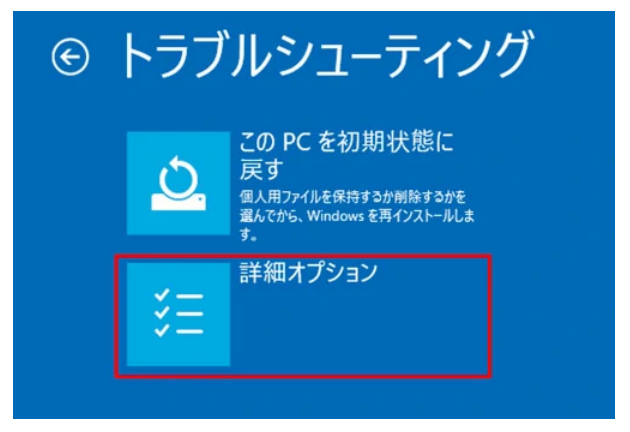 トラブルシューティング
この PC を初期状態に
戻す
個人用ファイルを保持するか削除するかを
選んでから、Windows を再インストールしま
す。
詳細オプション